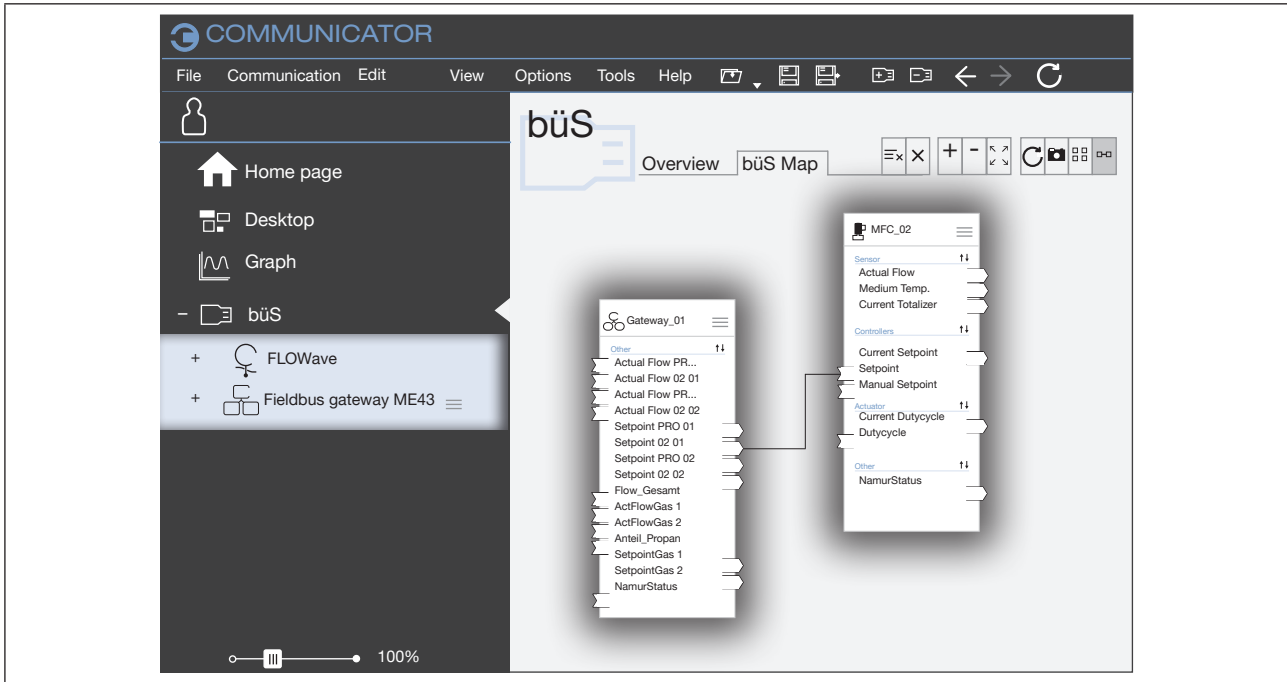 COMMUNICATOR
File Communication Edit View Options Tools Help
büS
Overview büS Map
Home page
Desktop
Graph
− büS
+ FLOWave
+ Fieldbus gateway ME43
100%
Gateway_01
Other
Actual Flow PR...
Actual Flow 02 01
Actual Flow PR...
Actual Flow 02 02
Setpoint PRO 01
Setpoint 02 01
Setpoint PRO 02
Setpoint 02 02
Flow_Gesamt
ActFlowGas 1
ActFlowGas 2
Anteil_Propan
SetpointGas 1
SetpointGas 2
NamurStatus
MFC_02
Sensor
Actual Flow
Medium Temp.
Current Totalizer
Controllers
Current Setpoint
Setpoint
Manual Setpoint
Actuator
Current Dutycycle
Dutycycle
Other
NamurStatus